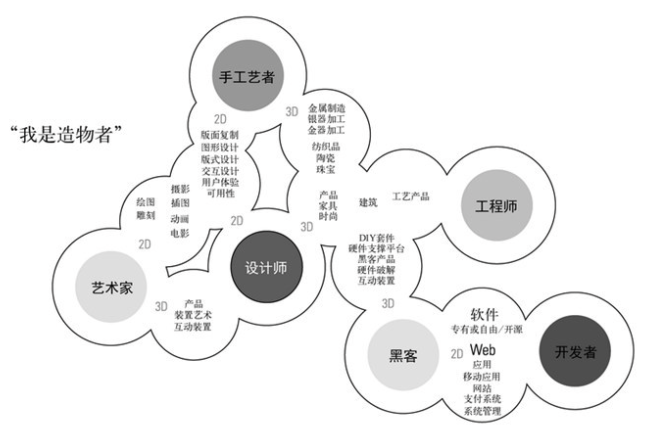 手工艺者
2D
3D
金属制造
银器加工
金器加工
纺织品
陶瓷
珠宝
“我是造物者”
版面复制
图形设计
版式设计
交互设计
用户体验
可用性
绘图
雕刻
摄影
插图
动画
电影
2D
2D
产品
家具
时尚
3D
建筑
工艺产品
工程师
设计师
艺术家
3D
产品
装置艺术
互动装置
DIY套件
硬件支撑平台
黑客产品
硬件破解
互动装置
3D
黑客
软件
专有或自由/开源
2D
Web
应用
移动应用
网站
支付系统
系统管理
开发者